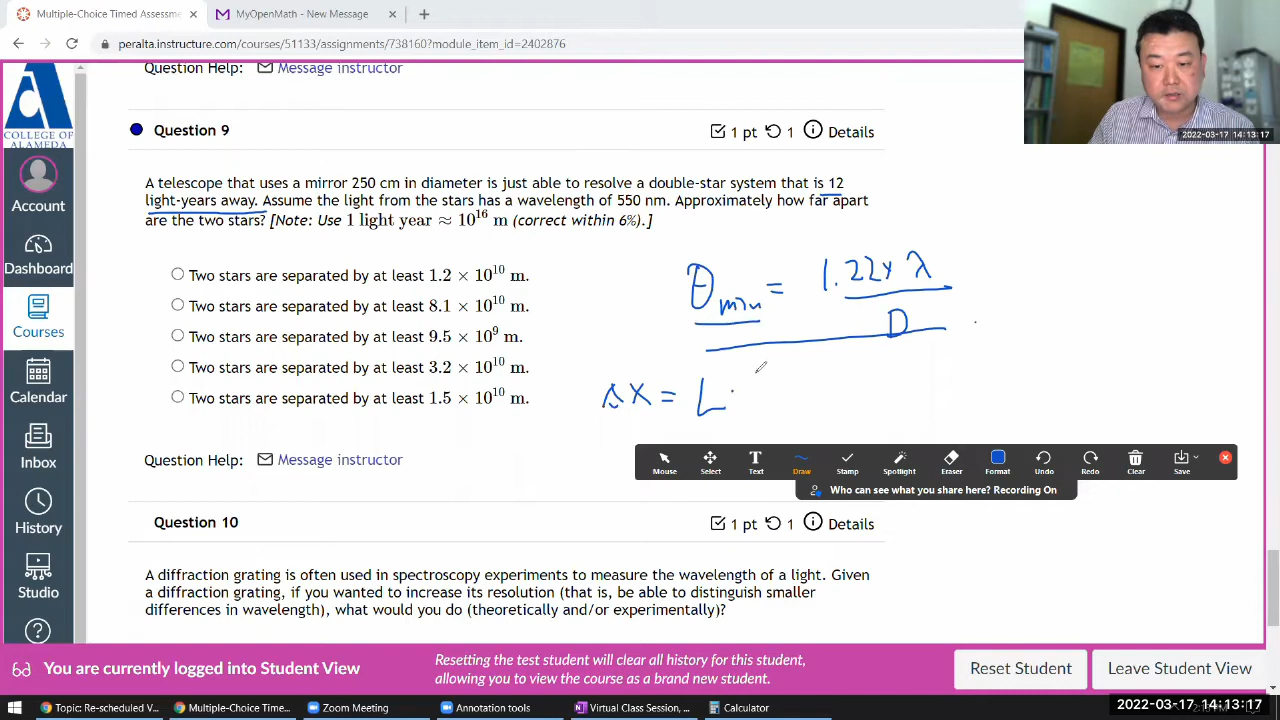 Multiple-Choice Timed Assessme
MyOpenMath - New Message
peralta.instructure.com/courses/51133/assignments/738160?module_item_id=2402876
Question Help: Message instructor
2022-03-17 14:13:17
COLLEGE OF
ALAMEDA
Account
Dashboard
Courses
Calendar
Inbox
History
Studio
Question 9
1 pt 1 Details
A telescope that uses a mirror 250 cm in diameter is just able to resolve a double-star system that is 12
light-years away. Assume the light from the stars has a wavelength of 550 nm. Approximately how far apart
are the two stars? [Note: Use 1 light year ≈ 10^16 m (correct within 6%).]
Two stars are separated by at least 1.2 × 10^10 m.
Two stars are separated by at least 8.1 × 10^10 m.
Two stars are separated by at least 9.5 × 10^9 m.
Two stars are separated by at least 3.2 × 10^10 m.
Two stars are separated by at least 1.5 × 10^10 m.
θmin = 1.22 × λ
D
Δx = L ·
Question Help: Message instructor
Mouse Select Text Draw Stamp Spotlight Eraser Format Undo Redo Clear Save
Who can see what you share here? Recording On
Question 10
1 pt 1 Details
A diffraction grating is often used in spectroscopy experiments to measure the wavelength of a light. Given
a diffraction grating, if you wanted to increase its resolution (that is, be able to distinguish smaller
differences in wavelength), what would you do (theoretically and/or experimentally)?
You are currently logged into Student View
Resetting the test student will clear all history for this student,
allowing you to view the course as a brand new student.
Reset Student
Leave Student View
Topic: Re-scheduled V...
Multiple-Choice Time...
Zoom Meeting
Annotation tools
Virtual Class Session, ...
Calculator
2022-03-17 14:13:17